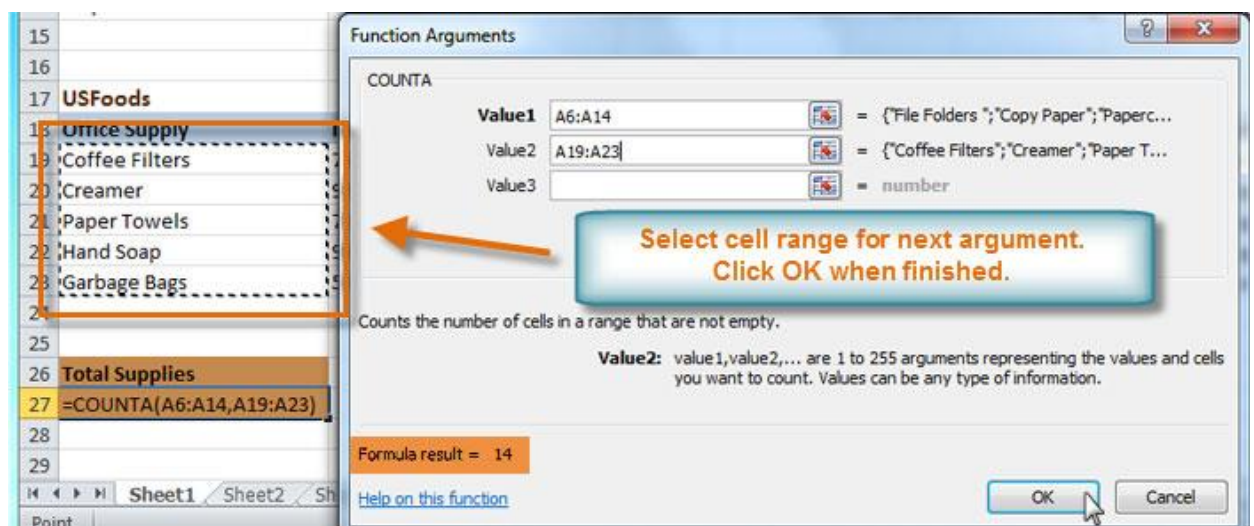 15
16
17 USFoods
18 Office Supply
19 Coffee Filters
20 Creamer
21 Paper Towels
22 Hand Soap
23 Garbage Bags
24
25
26 Total Supplies
27 =COUNTA(A6:A14,A19:A23)
28
29
Sheet1 Sheet2 Sh
Point
Function Arguments
COUNTA
Value1 A6:A14 = {"File Folders ";"Copy Paper";"Paperc...
Value2 A19:A23 = {"Coffee Filters";"Creamer";"Paper T...
Value3 = number
Select cell range for next argument.
Click OK when finished.
Counts the number of cells in a range that are not empty.
Value2: value1,value2,... are 1 to 255 arguments representing the values and cells
you want to count. Values can be any type of information.
Formula result = 14
Help on this function
OK Cancel